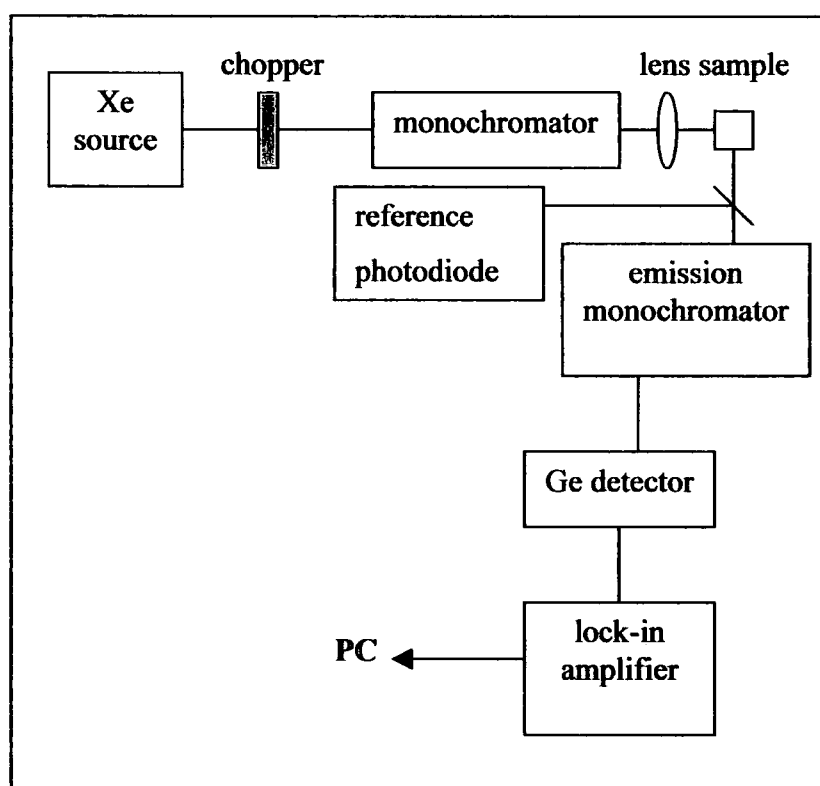 chopper
lens sample
Xe
source
monochromator
reference
photodiode
emission
monochromator
Ge detector
lock-in
amplifier
PC